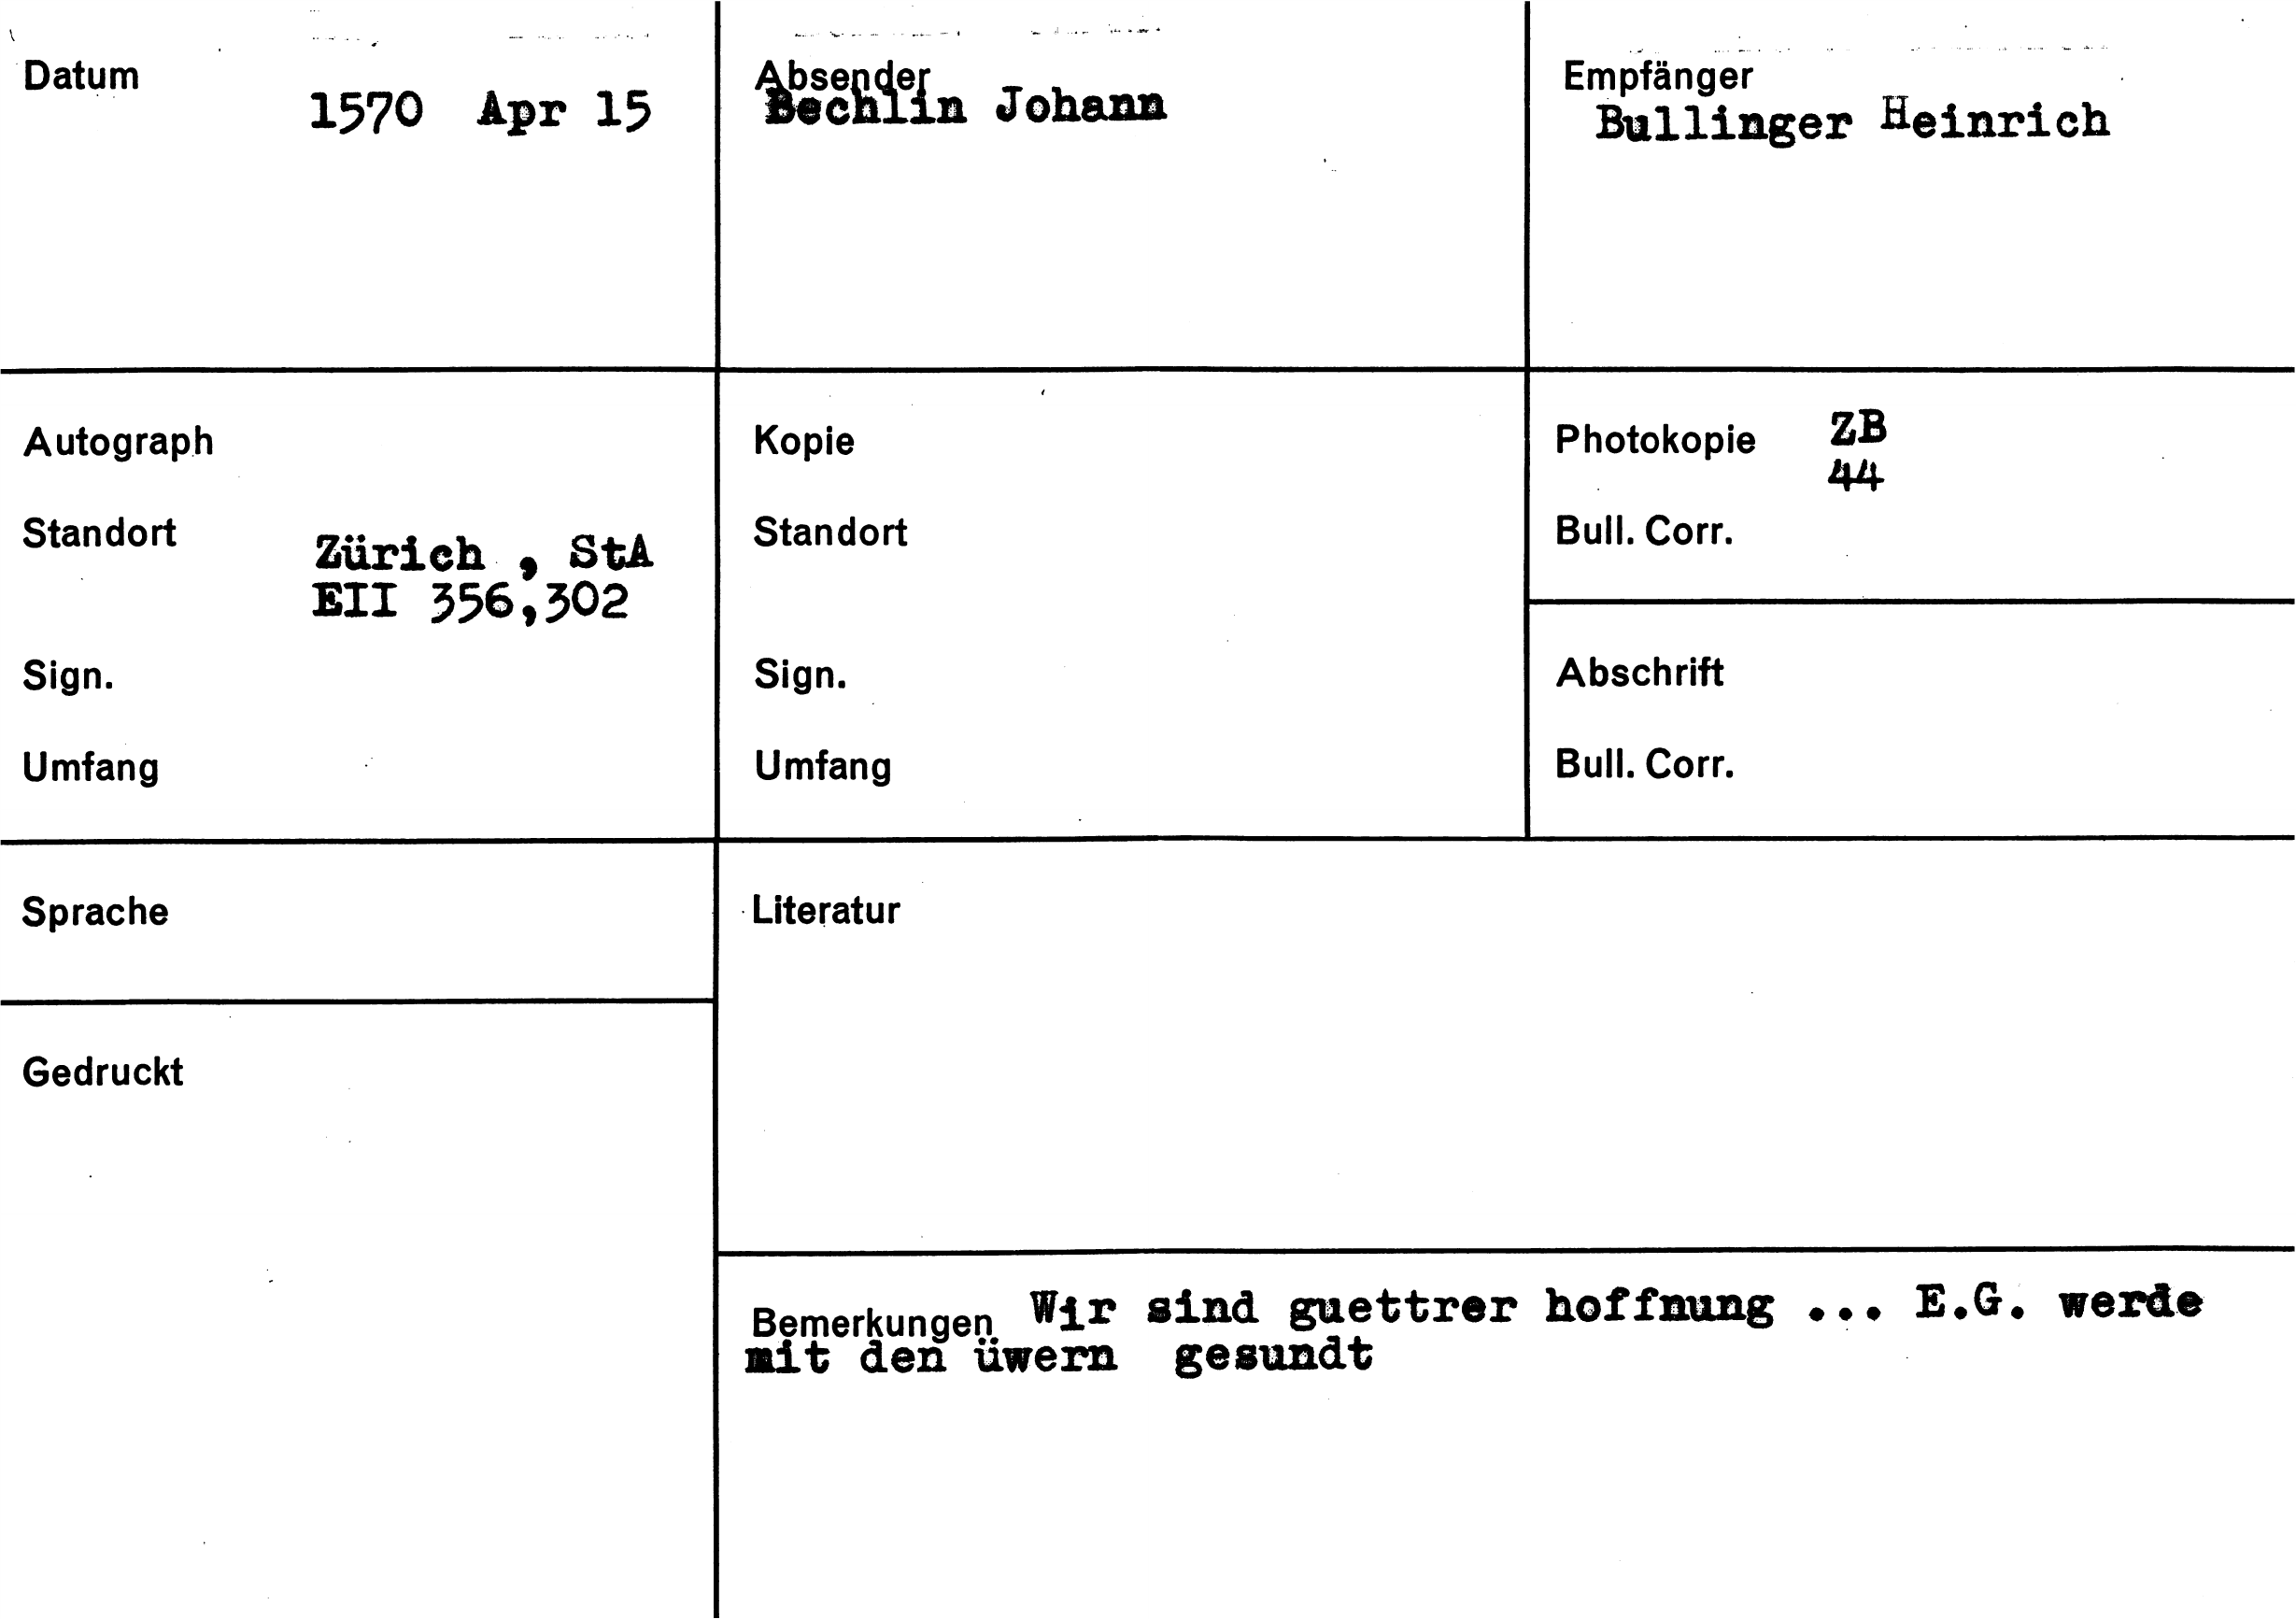 Datum
1570 Apr 15
Absender
Bechlin Johann
Empfänger
Bullinger Heinrich
Autograph
Standort
Zürich , StA
EII 356,302
Sign.
Umfang
Kopie
Standort
Sign.
Umfang
Photokopie ZB
44
Bull. Corr.
Abschrift
Bull. Corr.
Sprache
Gedruckt
Literatur
Bemerkungen Wir sind guettrer hoffnung ... E.G. werde
mit den üwern gesundt